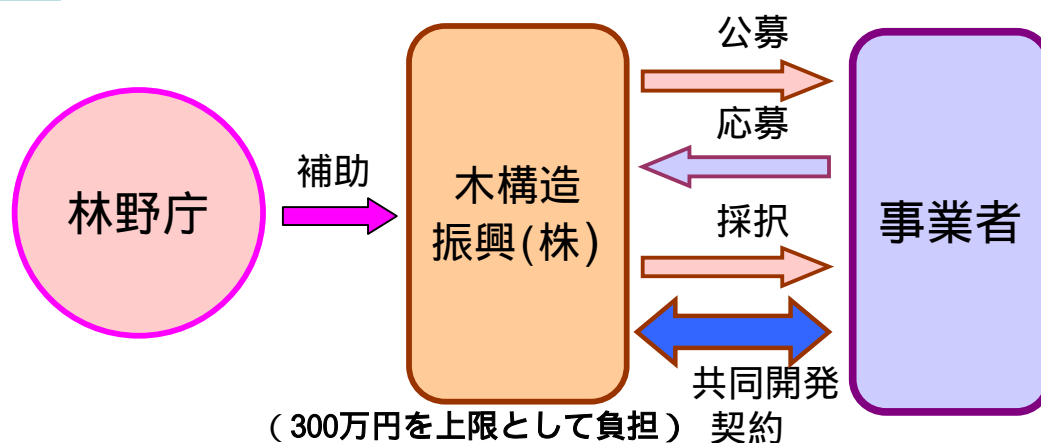 林野庁
補助
木構造
振興(株)
公募
応募
採択
共同開発
契約
(300万円を上限として負担)
事業者